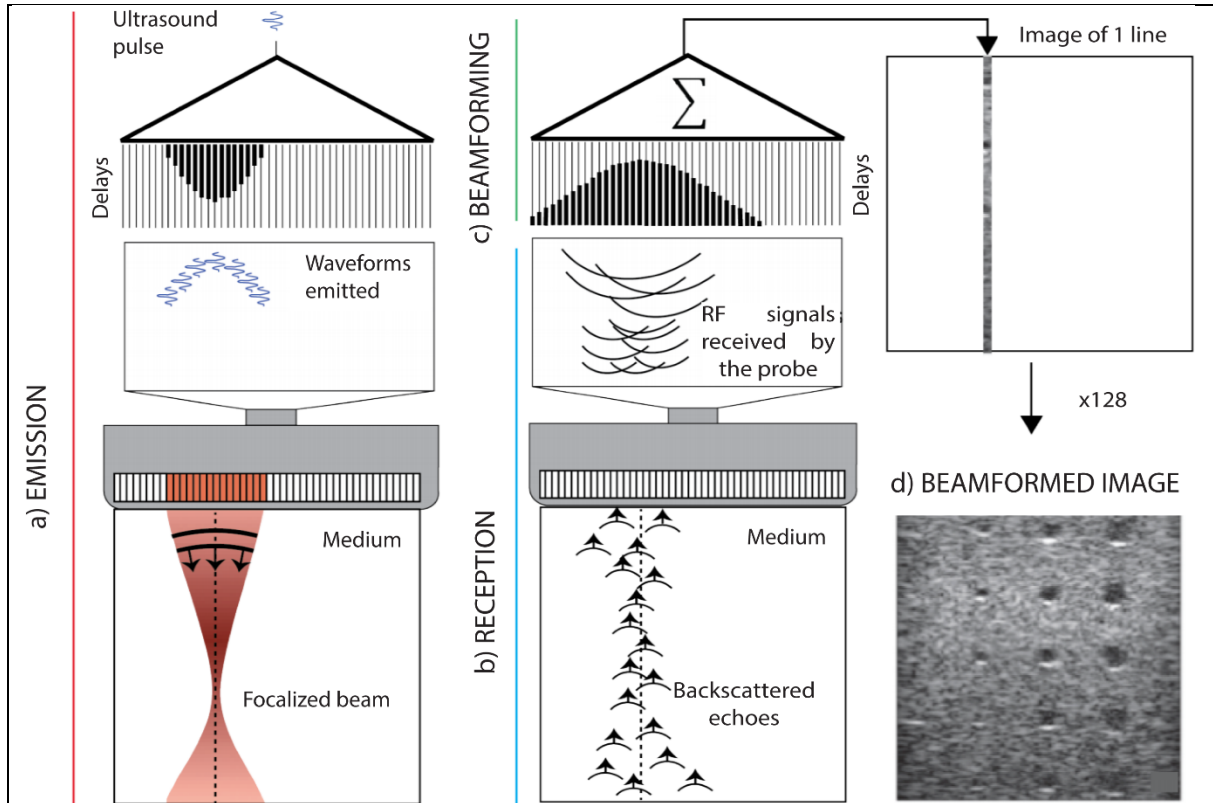 a) EMISSION
Ultrasound
pulse
Delays
Waveforms
emitted
Medium
Focalized beam
c) BEAMFORMING
Σ
Delays
b) RECEPTION
RF signals
received by
the probe
Medium
Backscattered
echoes
Image of 1 line
x128
d) BEAMFORMED IMAGE